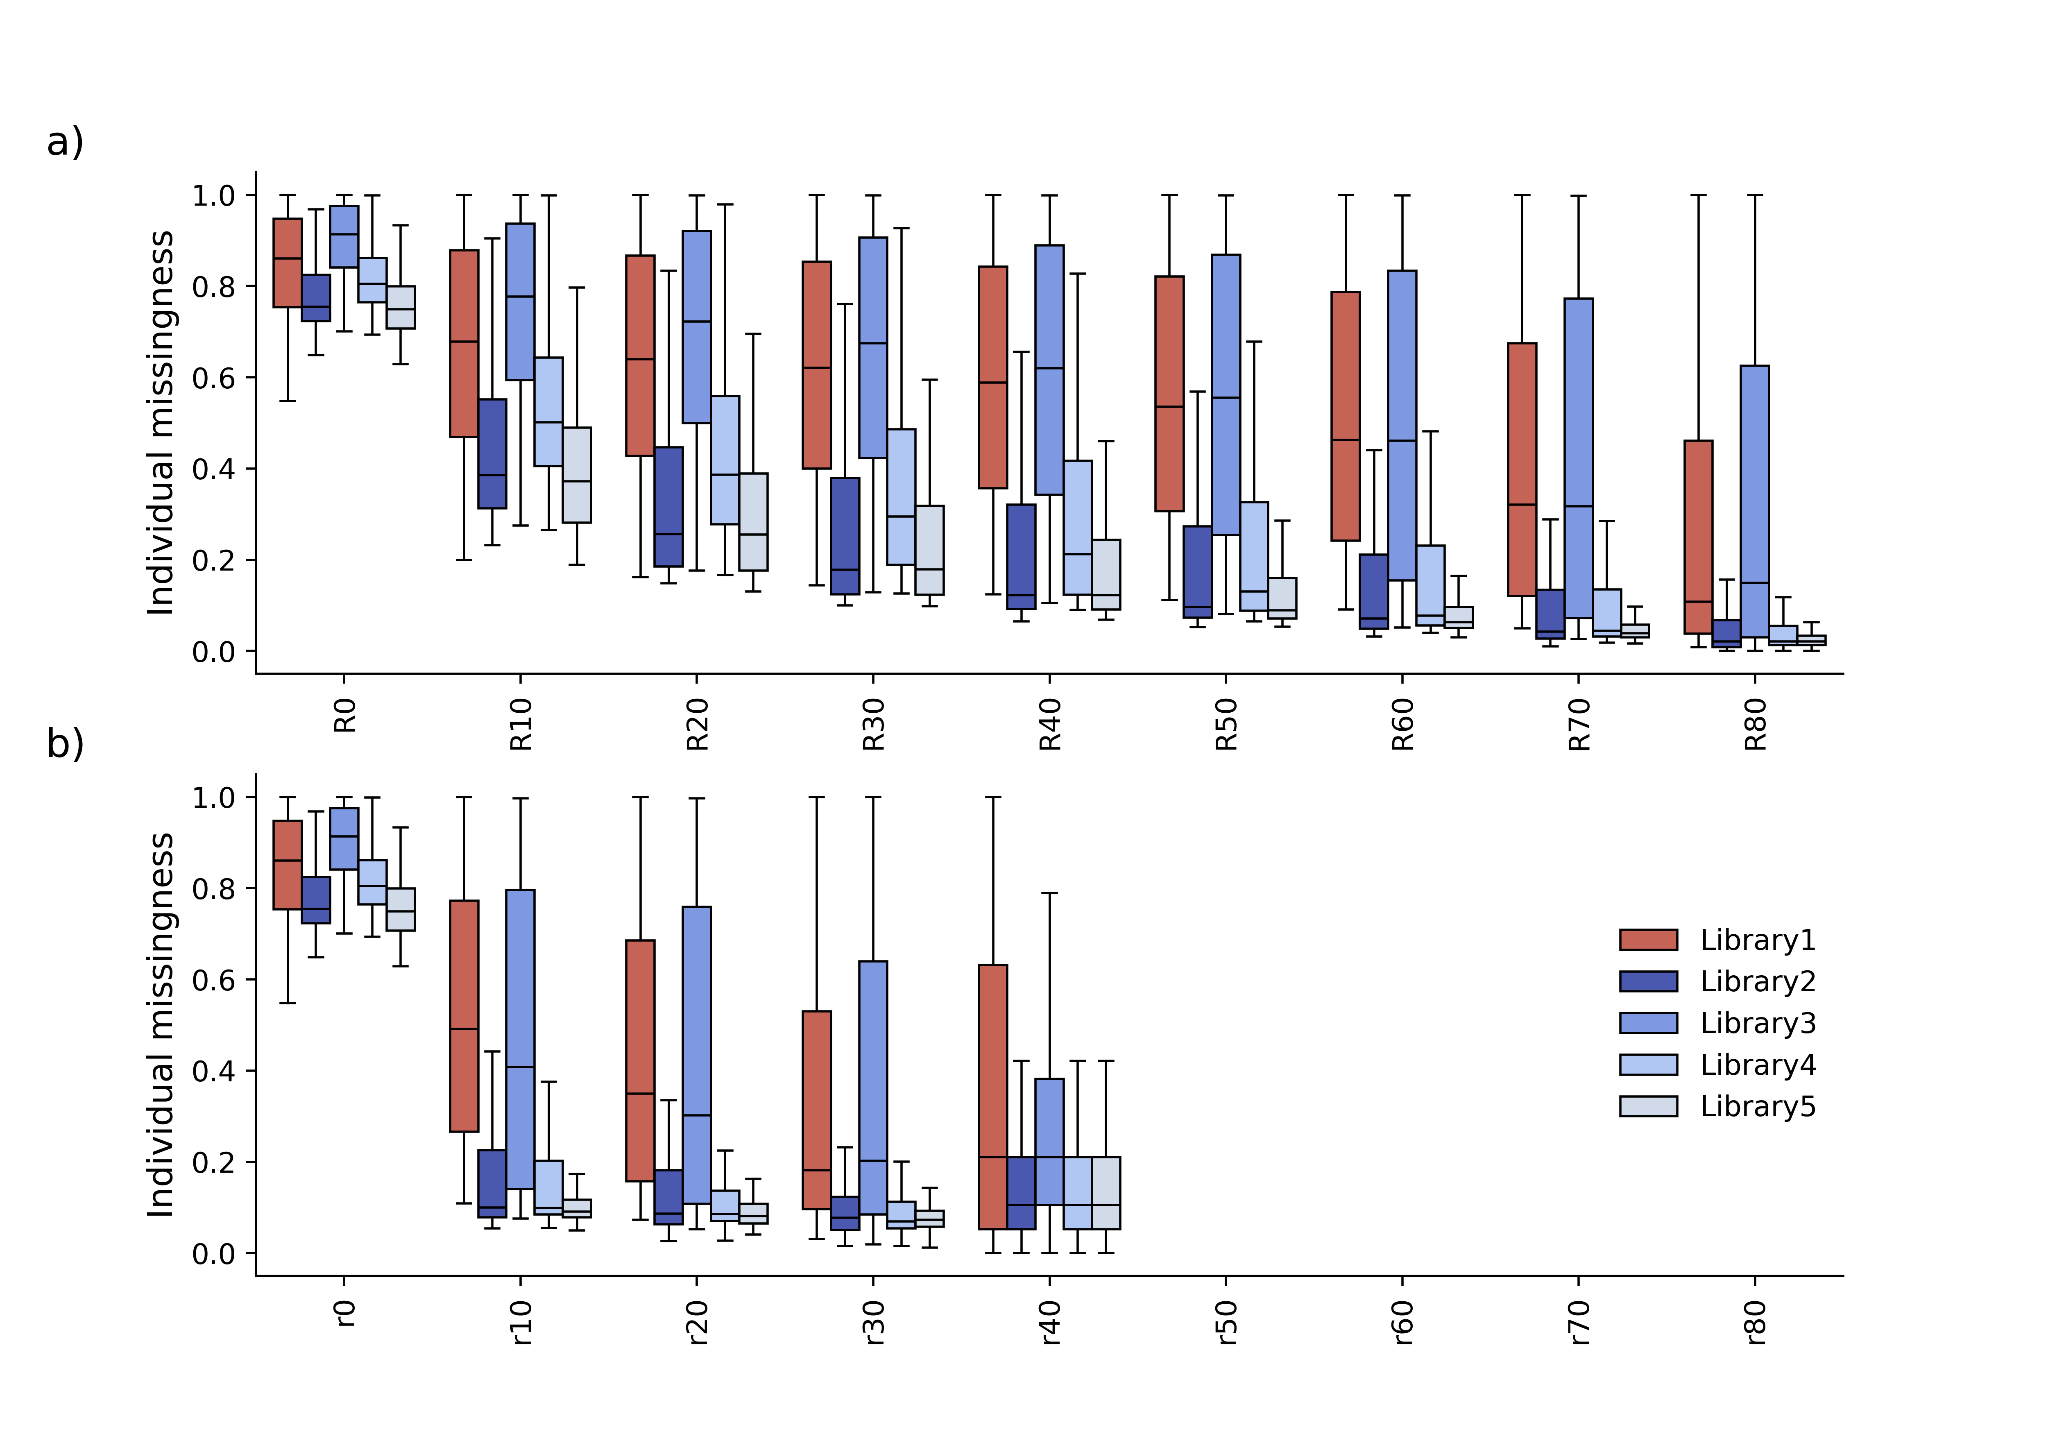 a)
Individual missingness
1.0
0.8
0.6
0.4
0.2
0.0
R0 R10 R20 R30 R40 R50 R60 R70 R80
b)
Individual missingness
1.0
0.8
0.6
0.4
0.2
0.0
Library1
Library2
Library3
Library4
Library5
r0 r10 r20 r30 r40 r50 r60 r70 r80